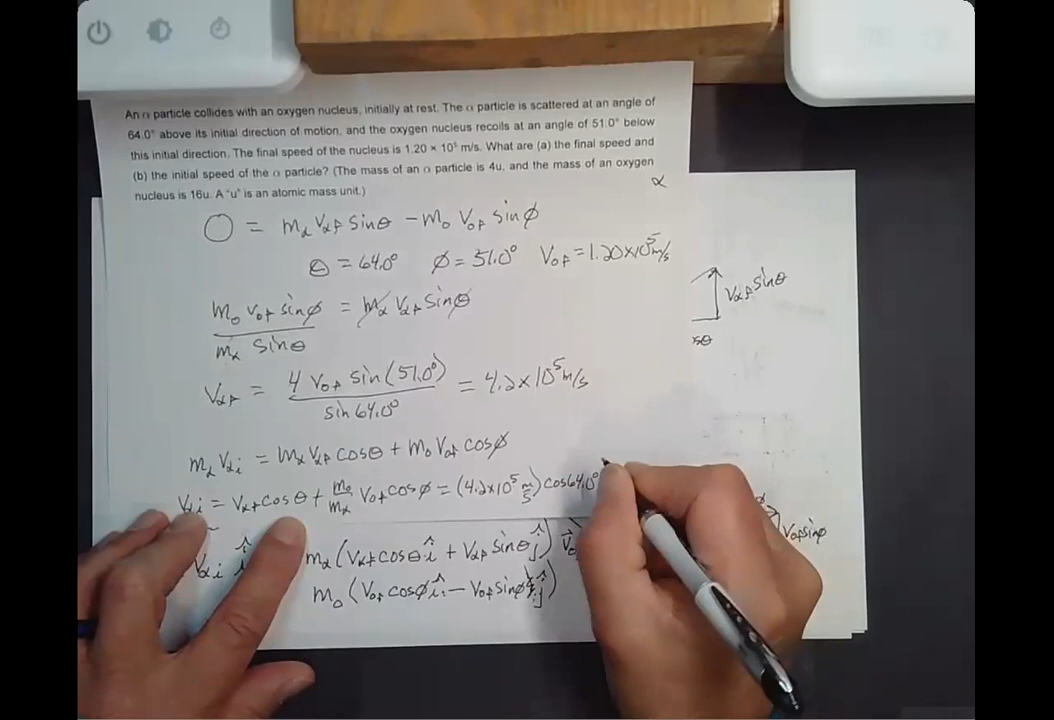 An α particle collides with an oxygen nucleus, initially at rest. The α particle is scattered at an angle of
64.0° above its initial direction of motion, and the oxygen nucleus recoils at an angle of 51.0° below
this initial direction. The final speed of the nucleus is 1.20 × 10⁵ m/s. What are (a) the final speed and
(b) the initial speed of the α particle? (The mass of an α particle is 4u, and the mass of an oxygen
nucleus is 16u. A "u" is an atomic mass unit.)
α
0 = mα Vαf sinθ - mo Vof sinφ
θ = 64.0° φ = 51.0° Vof = 1.20×10⁵ m/s
mo Vof sinφ = mα Vαf sinθ
mα sinθ
Vαf sinθ
sθ
Vαf = 4 Vof sin(51.0°) = 4.2×10⁵ m/s
sin 64.0°
mα Vαi = mα Vαf cosθ + mo Vof cosφ
Vαi = Vαf cosθ + mo/mα Vof cosφ = (4.2×10⁵ m/s) cos64.0°
Vof sinφ
Vαi î mα (Vαf cosθ î + Vαf sinθ ĵ)
mo (Vof cosφ î - Vof sinφ ĵ)